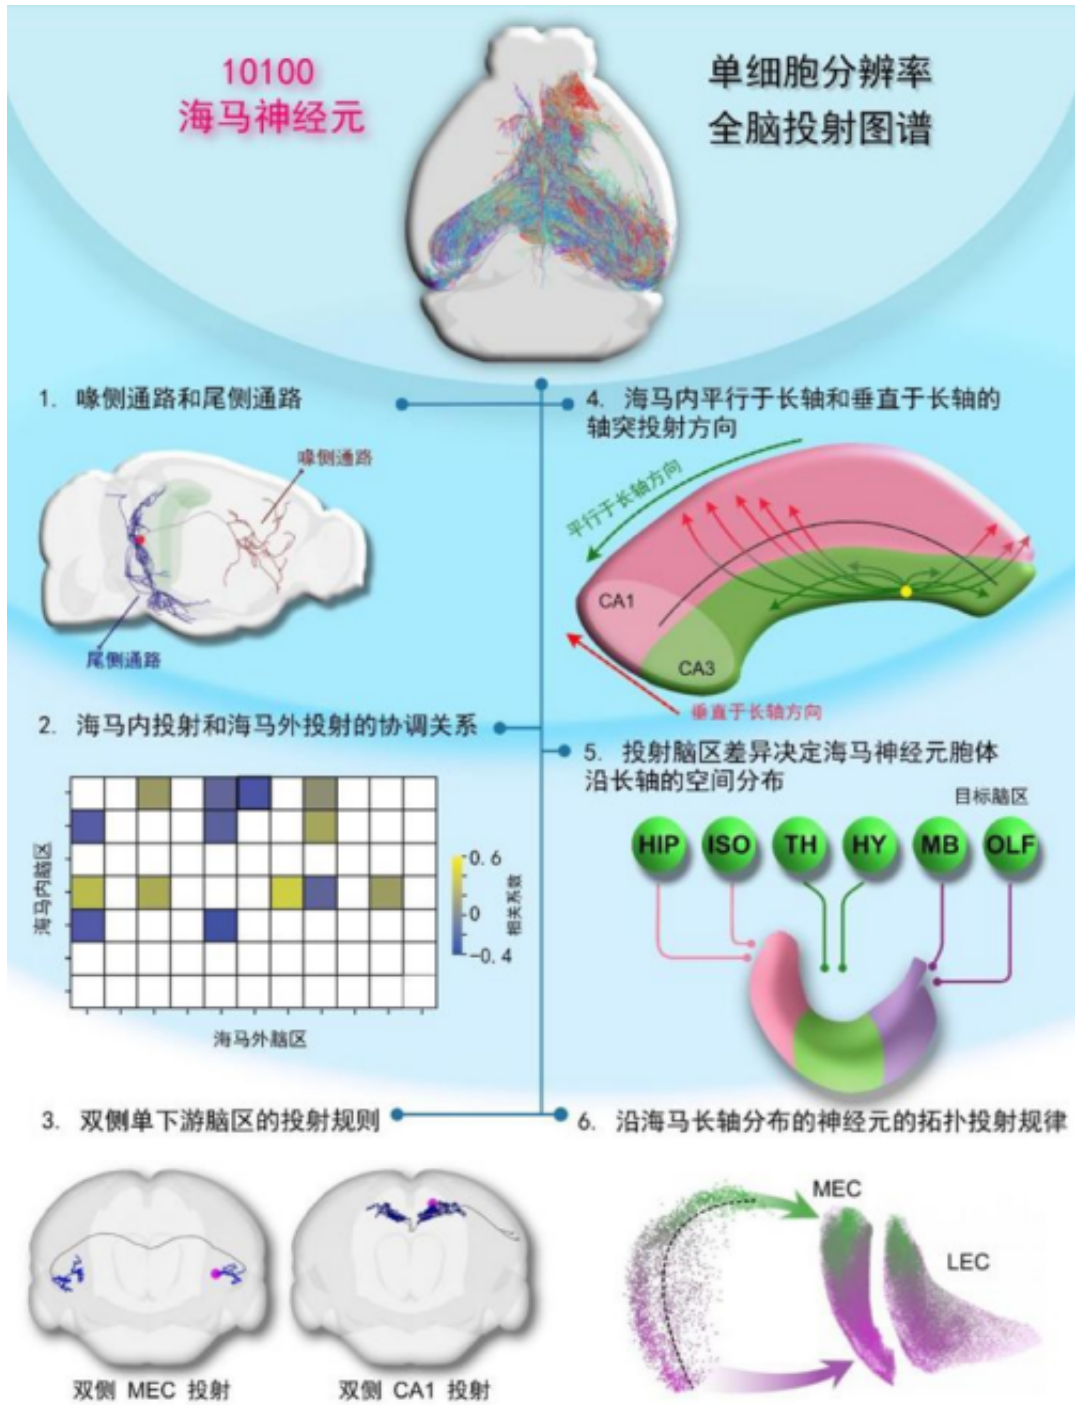 10100
海马神经元
单细胞分辨率
全脑投射图谱
1. 喙侧通路和尾侧通路
喙侧通路
尾侧通路
2. 海马内投射和海马外投射的协调关系
海马内脑区
0.6
0
-0.4
相关系数
海马外脑区
3. 双侧单下游脑区的投射规则
双侧 MEC 投射
双侧 CA1 投射
4. 海马内平行于长轴和垂直于长轴的
轴突投射方向
平行于长轴方向
CA1
CA3
垂直于长轴方向
5. 投射脑区差异决定海马神经元胞体
沿长轴的空间分布
目标脑区
HIP ISO TH HY MB OLF
6. 沿海马长轴分布的神经元的拓扑投射规律
MEC
LEC